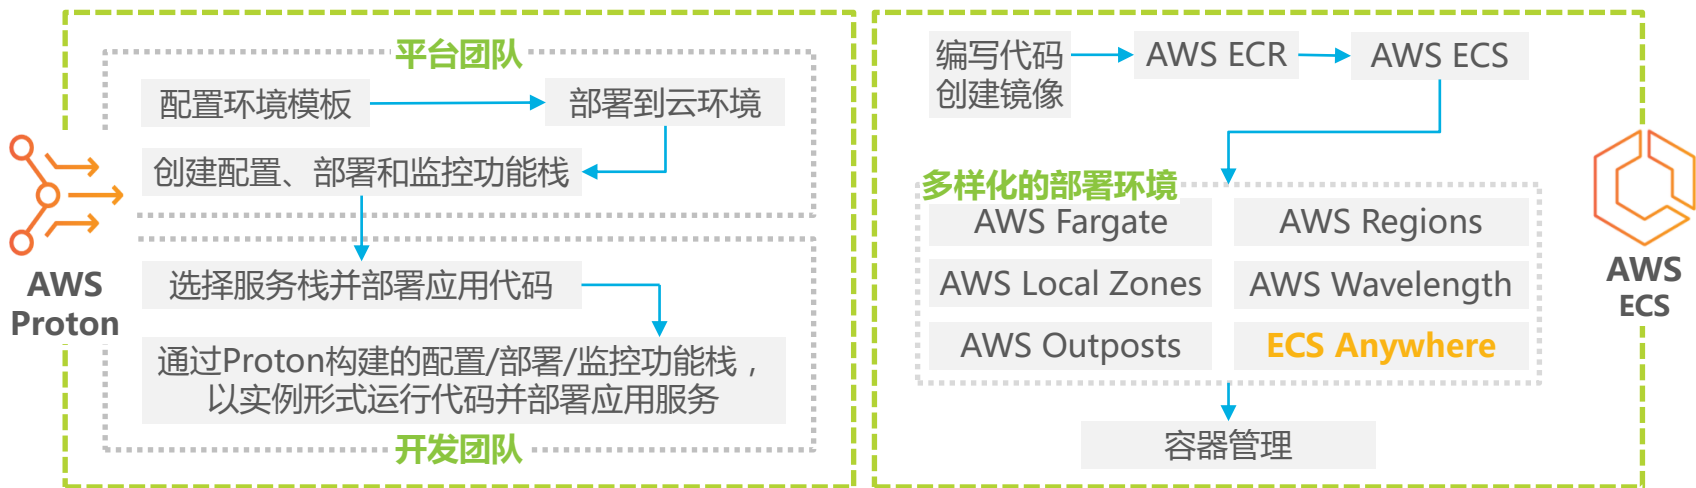 平台团队
配置环境模板
部署到云环境
创建配置、部署和监控功能栈
AWS
Proton
选择服务栈并部署应用代码
通过Proton构建的配置/部署/监控功能栈，
以实例形式运行代码并部署应用服务
开发团队
编写代码
创建镜像
AWS ECR
AWS ECS
多样化的部署环境
AWS Fargate
AWS Regions
AWS Local Zones
AWS Wavelength
AWS Outposts
ECS Anywhere
容器管理
AWS
ECS